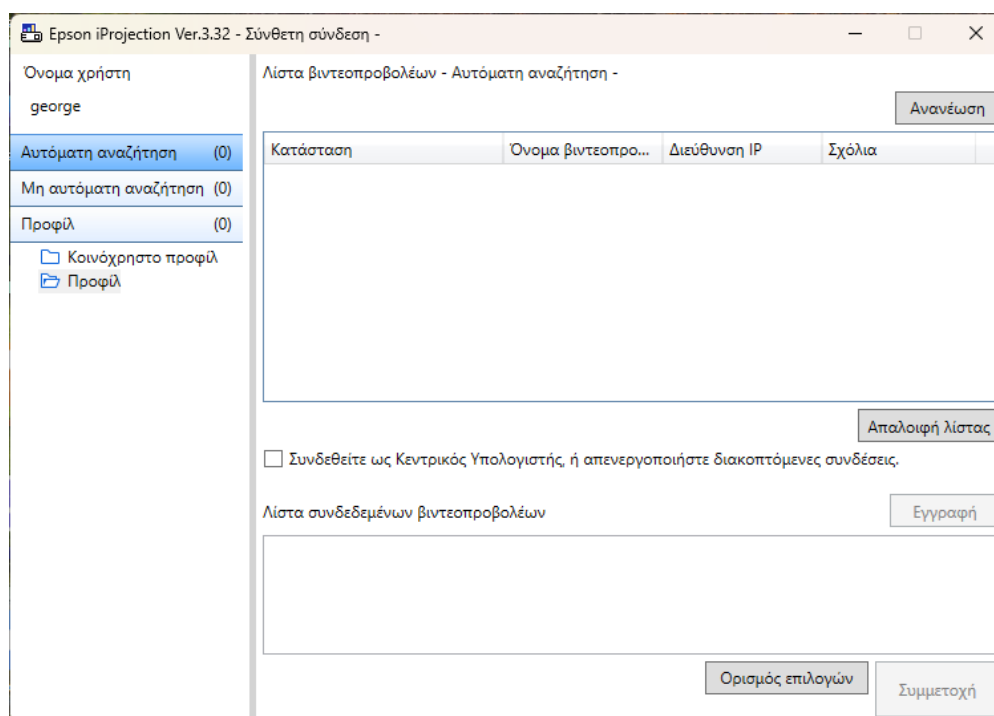 Epson iProjection Ver.3.32 - Σύνθετη σύνδεση -
Όνομα χρήστη
george
Αυτόματη αναζήτηση (0)
Μη αυτόματη αναζήτηση (0)
Προφίλ (0)
Κοινόχρηστο προφίλ
Προφίλ
Λίστα βιντεοπροβολέων - Αυτόματη αναζήτηση -
Ανανέωση
Κατάσταση Όνομα βιντεοπρο... Διεύθυνση IP Σχόλια
Απαλοιφή λίστας
Συνδεθείτε ως Κεντρικός Υπολογιστής, ή απενεργοποιήστε διακοπτόμενες συνδέσεις.
Λίστα συνδεδεμένων βιντεοπροβολέων
Εγγραφή
Ορισμός επιλογών
Συμμετοχή